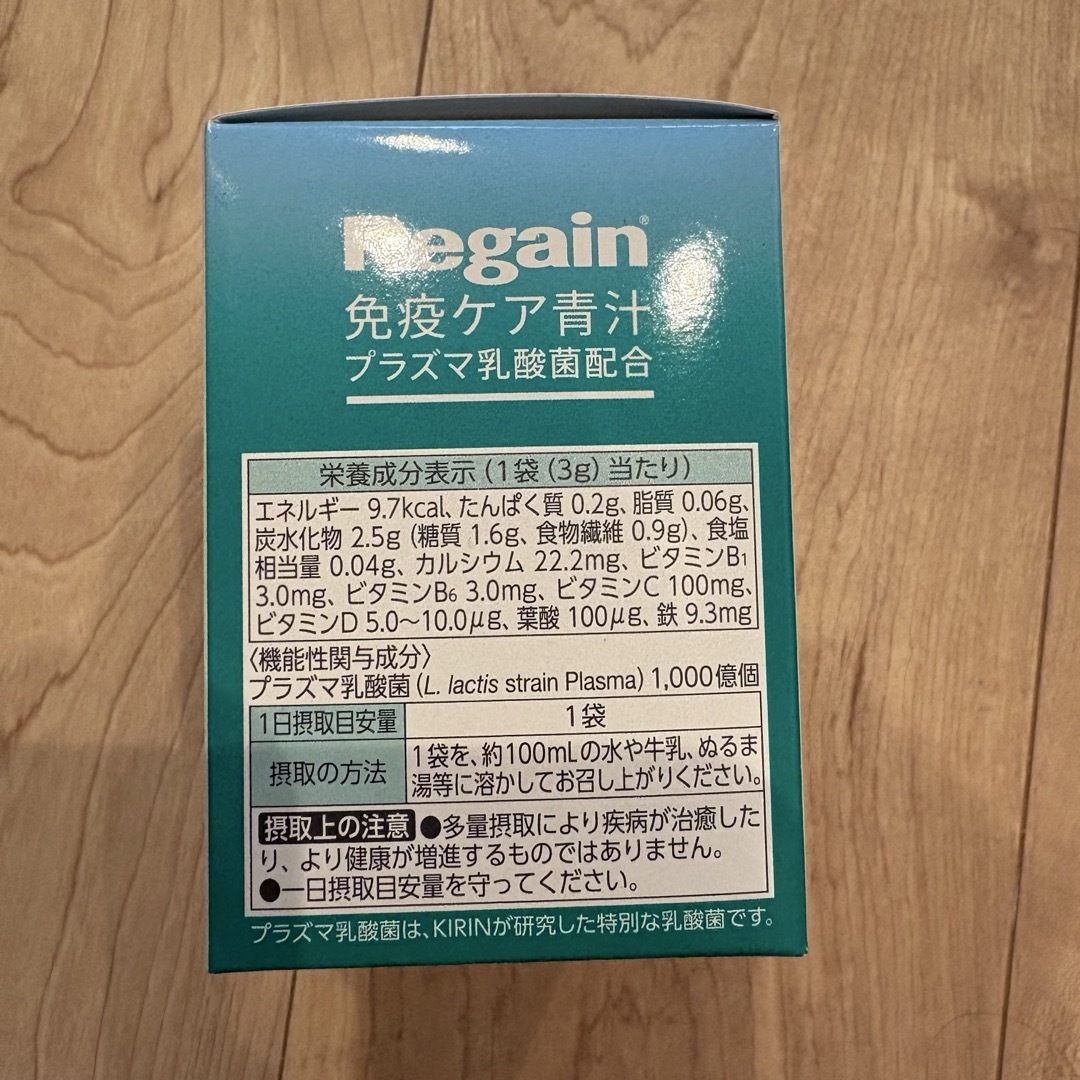 Regain®
免疫ケア青汁
プラズマ乳酸菌配合
栄養成分表示（1袋（3g）当たり）
エネルギー 9.7kcal、たんぱく質 0.2g、脂質 0.06g、
炭水化物 2.5g（糖質 1.6g、食物繊維 0.9g）、食塩
相当量 0.04g、カルシウム 22.2mg、ビタミンB₁
3.0mg、ビタミンB₆ 3.0mg、ビタミンC 100mg、
ビタミンD 5.0〜10.0μg、葉酸 100μg、鉄 9.3mg
〈機能性関与成分〉
プラズマ乳酸菌（L. lactis strain Plasma）1,000億個
1日摂取目安量 1袋
摂取の方法 1袋を、約100mLの水や牛乳、ぬるま
湯等に溶かしてお召し上がりください。
摂取上の注意 ●多量摂取により疾病が治癒した
り、より健康が増進するものではありません。
●一日摂取目安量を守ってください。
プラズマ乳酸菌は、KIRINが研究した特別な乳酸菌です。